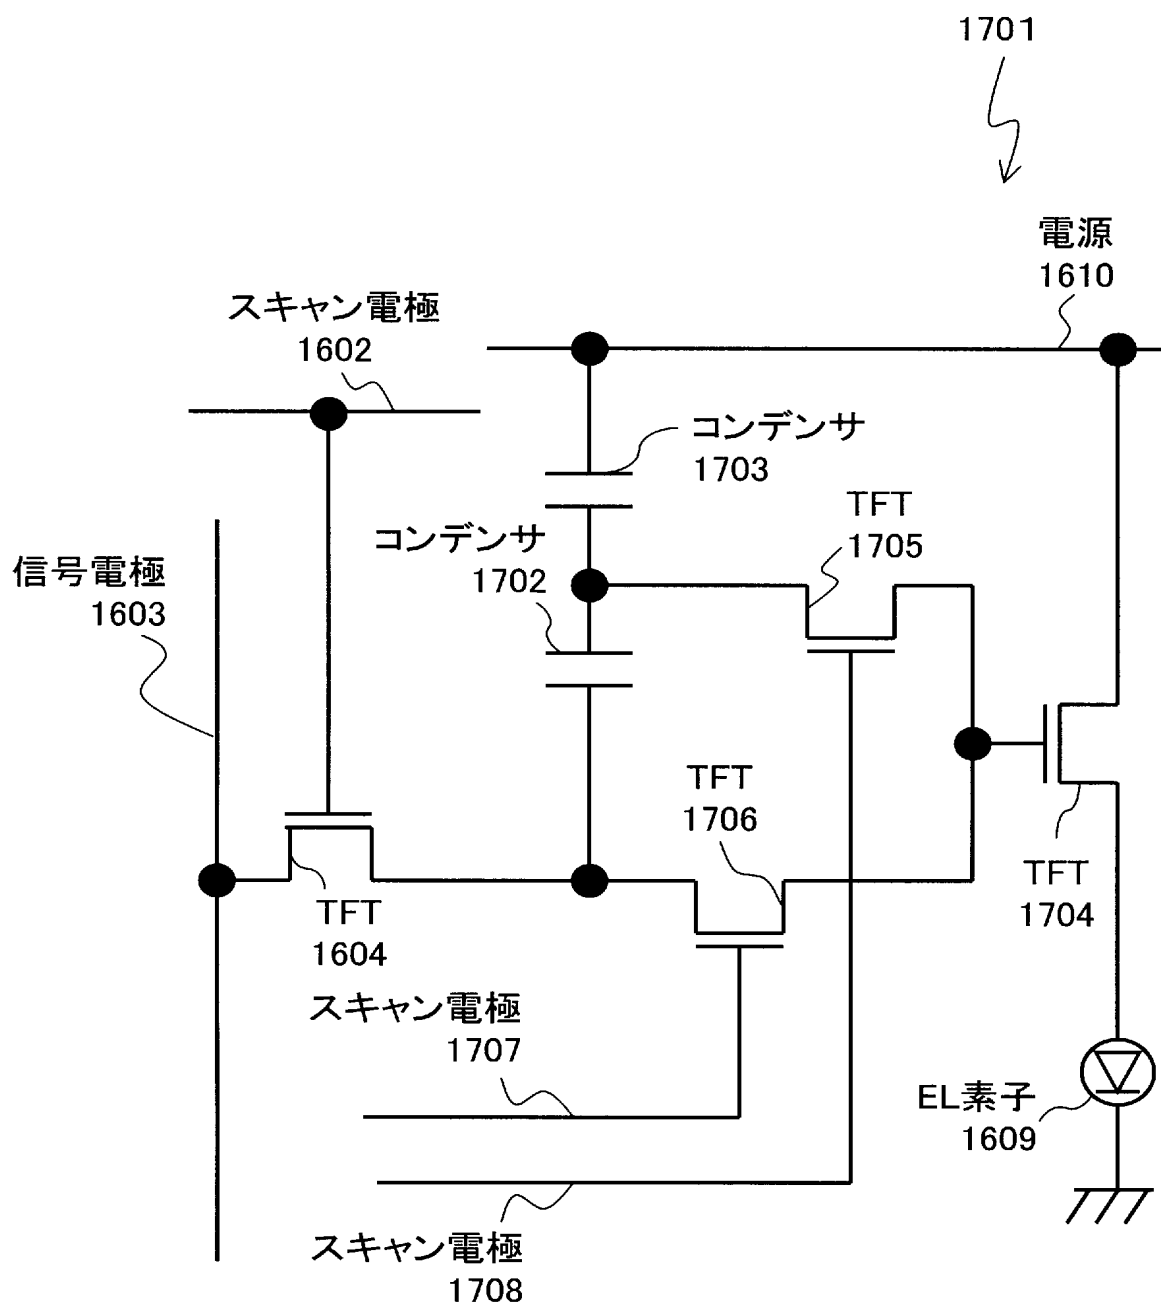 1701
電源
1610
スキャン電極
1602
コンデンサ
1703
TFT
1705
コンデンサ
1702
信号電極
1603
TFT
1706
TFT
1704
TFT
1604
スキャン電極
1707
EL素子
1609
スキャン電極
1708